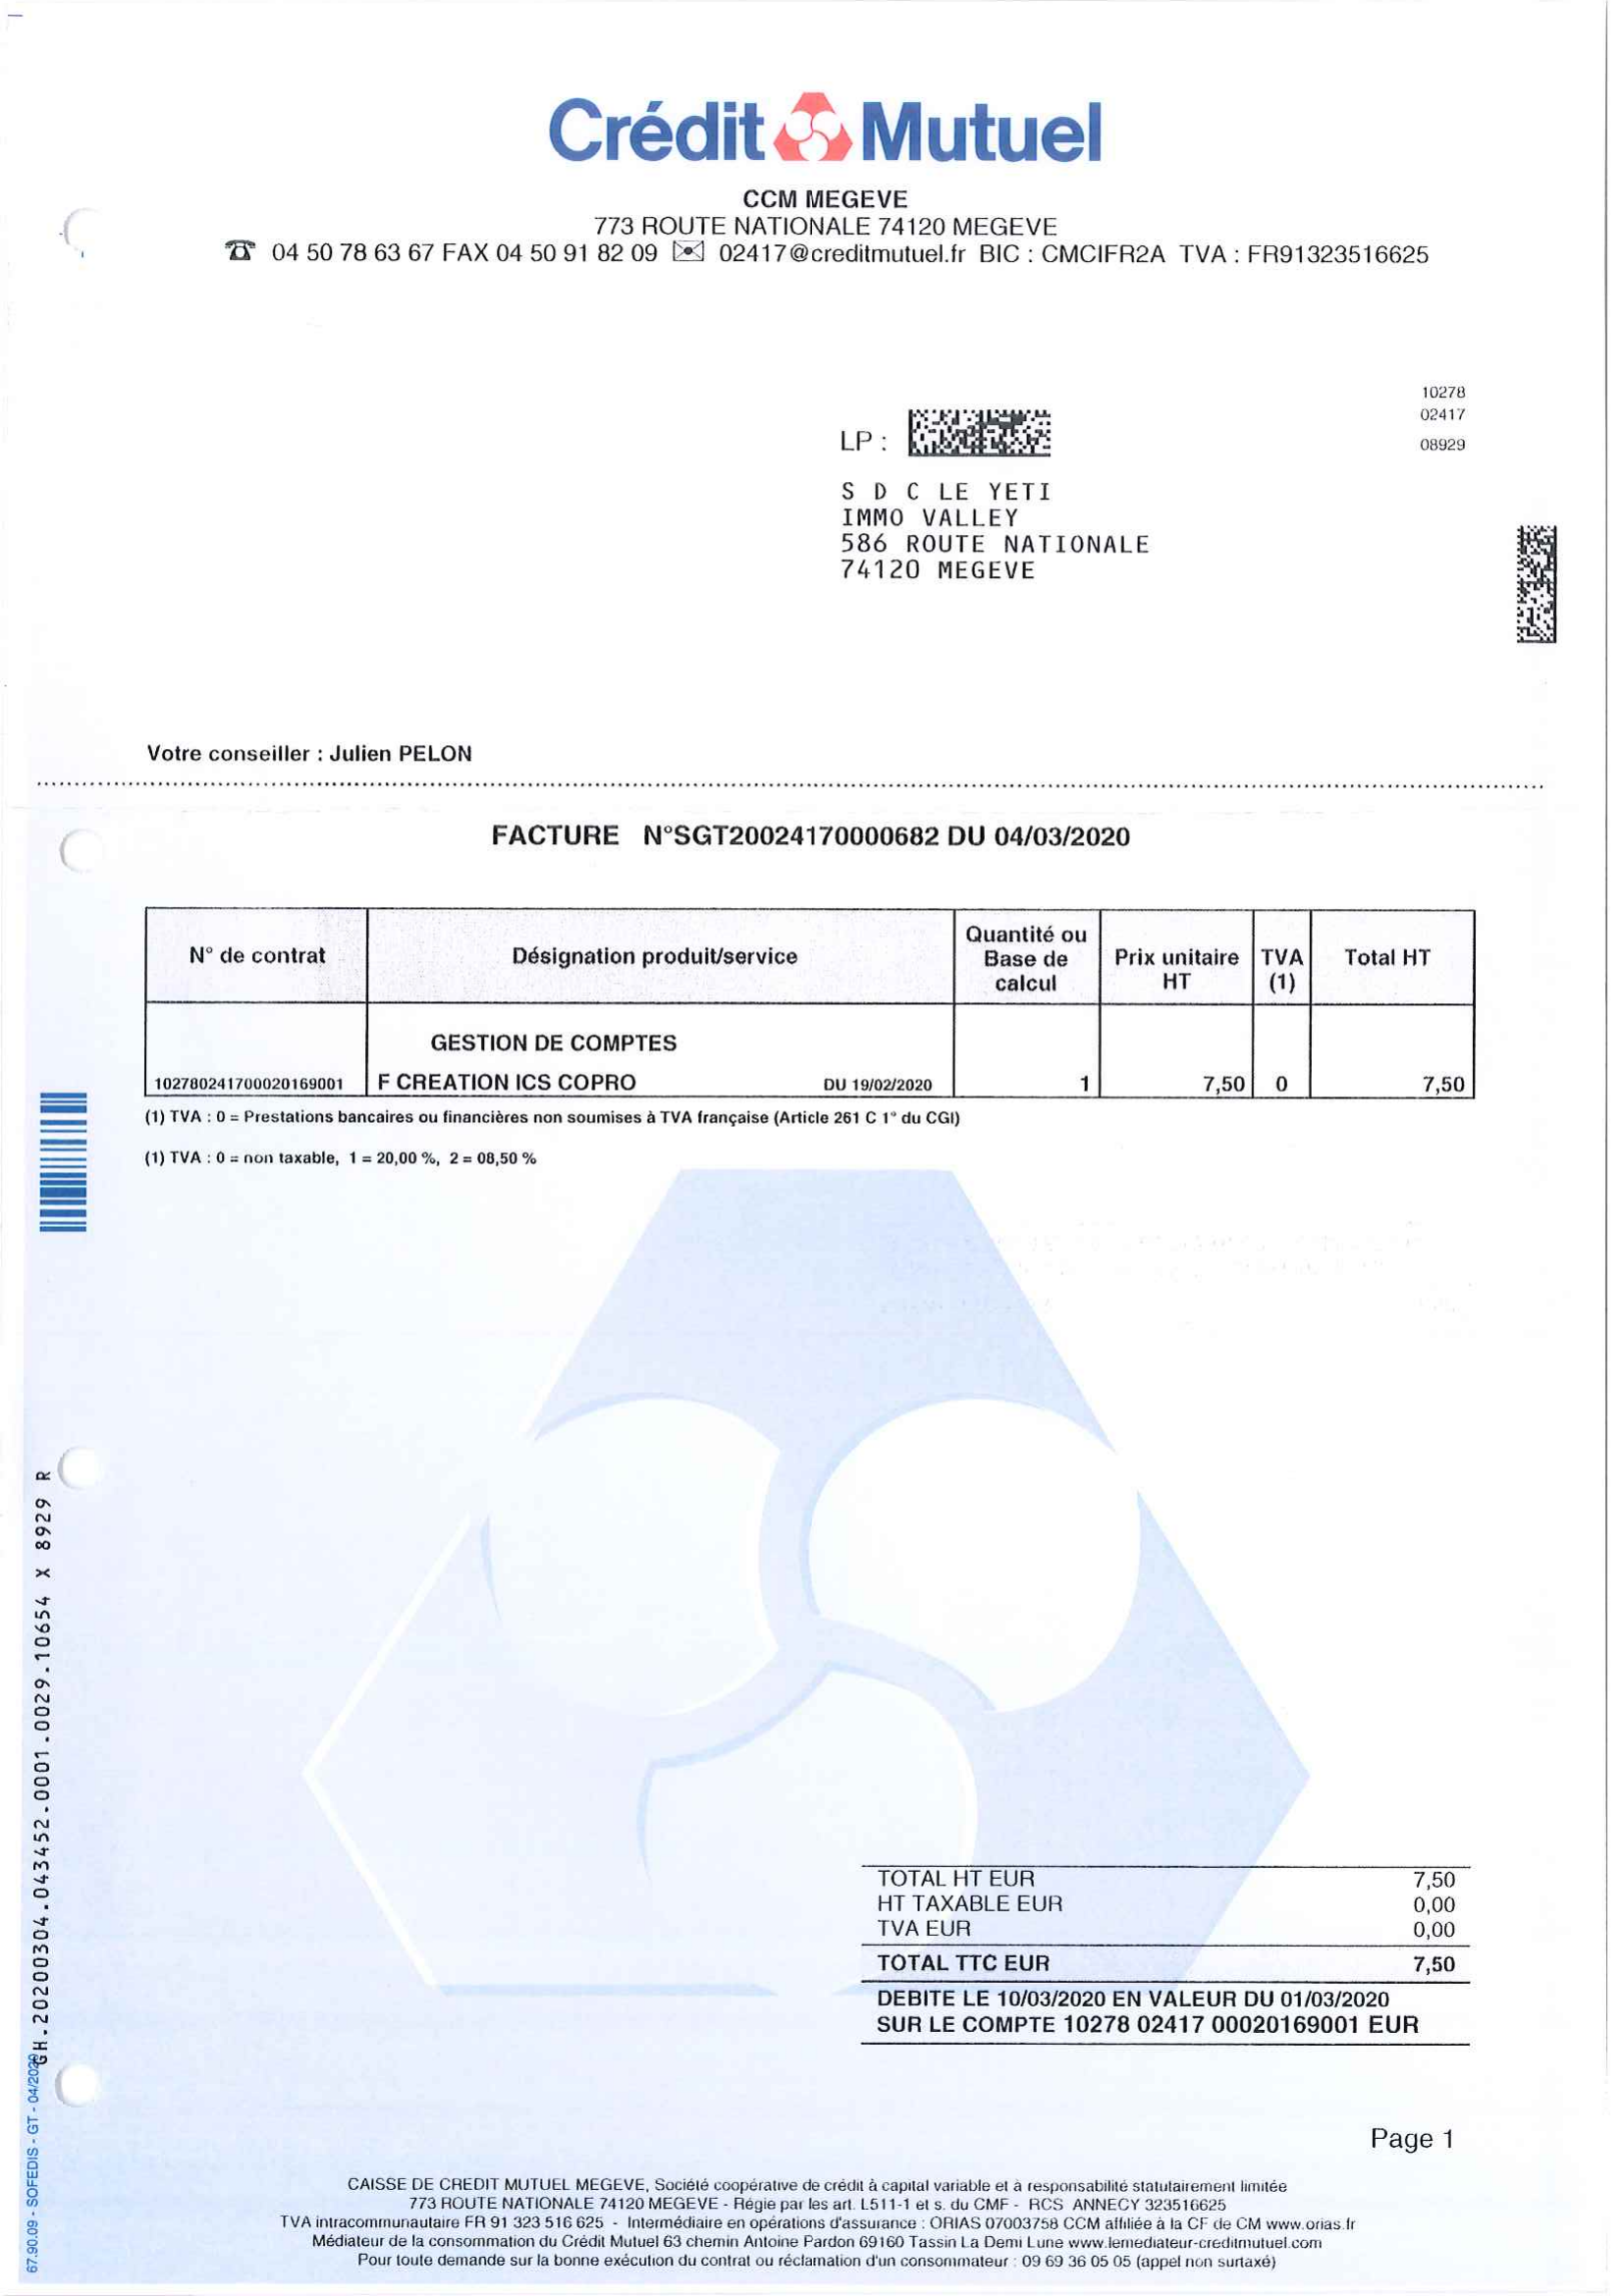 Crédit Mutuel
CCM MEGEVE
773 ROUTE NATIONALE 74120 MEGEVE
04 50 78 63 67 FAX 04 50 91 82 09 02417@creditmutuel.fr BIC : CMCIFR2A TVA : FR91323516625
10278
02417
08929
LP :
S D C LE YETI
IMMO VALLEY
586 ROUTE NATIONALE
74120 MEGEVE
Votre conseiller : Julien PELON
FACTURE N°SGT20024170000682 DU 04/03/2020
N° de contrat Désignation produit/service Quantité ou Base de calcul Prix unitaire HT TVA (1) Total HT
GESTION DE COMPTES
102780241700020169001 F CREATION ICS COPRO DU 19/02/2020 1 7,50 0 7,50
(1) TVA : 0 = Prestations bancaires ou financières non soumises à TVA française (Article 261 C 1° du CGI)
(1) TVA : 0 = non taxable, 1 = 20,00 %, 2 = 08,50 %
TOTAL HT EUR 7,50
HT TAXABLE EUR 0,00
TVA EUR 0,00
TOTAL TTC EUR 7,50
DEBITE LE 10/03/2020 EN VALEUR DU 01/03/2020
SUR LE COMPTE 10278 02417 00020169001 EUR
GH.20200304.043452.0001.0029.10654 X 8929 R
67.90.09 - SOFEDIS - GT - 04/2020
Page 1
CAISSE DE CREDIT MUTUEL MEGEVE, Société coopérative de crédit à capital variable et à responsabilité statutairement limitée
773 ROUTE NATIONALE 74120 MEGEVE - Régie par les art. L511-1 et s. du CMF - RCS ANNECY 323516625
TVA intracommunautaire FR 91 323 516 625 - Intermédiaire en opérations d'assurance : ORIAS 07003758 CCM affiliée à la CF de CM www.orias.fr
Médiateur de la consommation du Crédit Mutuel 63 chemin Antoine Pardon 69160 Tassin La Demi Lune www.lemediateur-creditmutuel.com
Pour toute demande sur la bonne exécution du contrat ou réclamation d'un consommateur : 09 69 36 05 05 (appel non surtaxé)